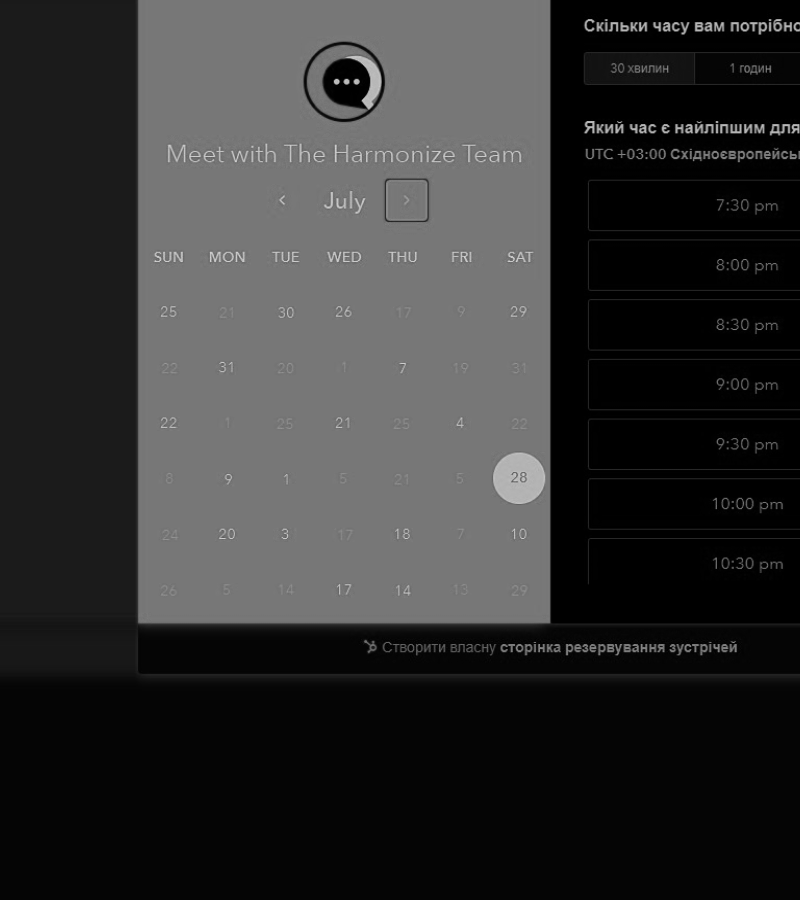 Meet with The Harmonize Team
July
SUN MON TUE WED THU FRI SAT
25 21 30 26 17 9 29
22 31 20 1 7 19 31
22 1 25 21 25 4 22
8 9 1 5 21 5 28
24 20 3 17 18 7 10
26 5 14 17 14 13 29
Скільки часу вам потрібно
30 хвилин 1 годин
Який час є найліпшим для
UTC +03:00
7:30 pm
8:00 pm
8:30 pm
9:00 pm
9:30 pm
10:00 pm
10:30 pm
Створити власну сторінка резервування зустрічей